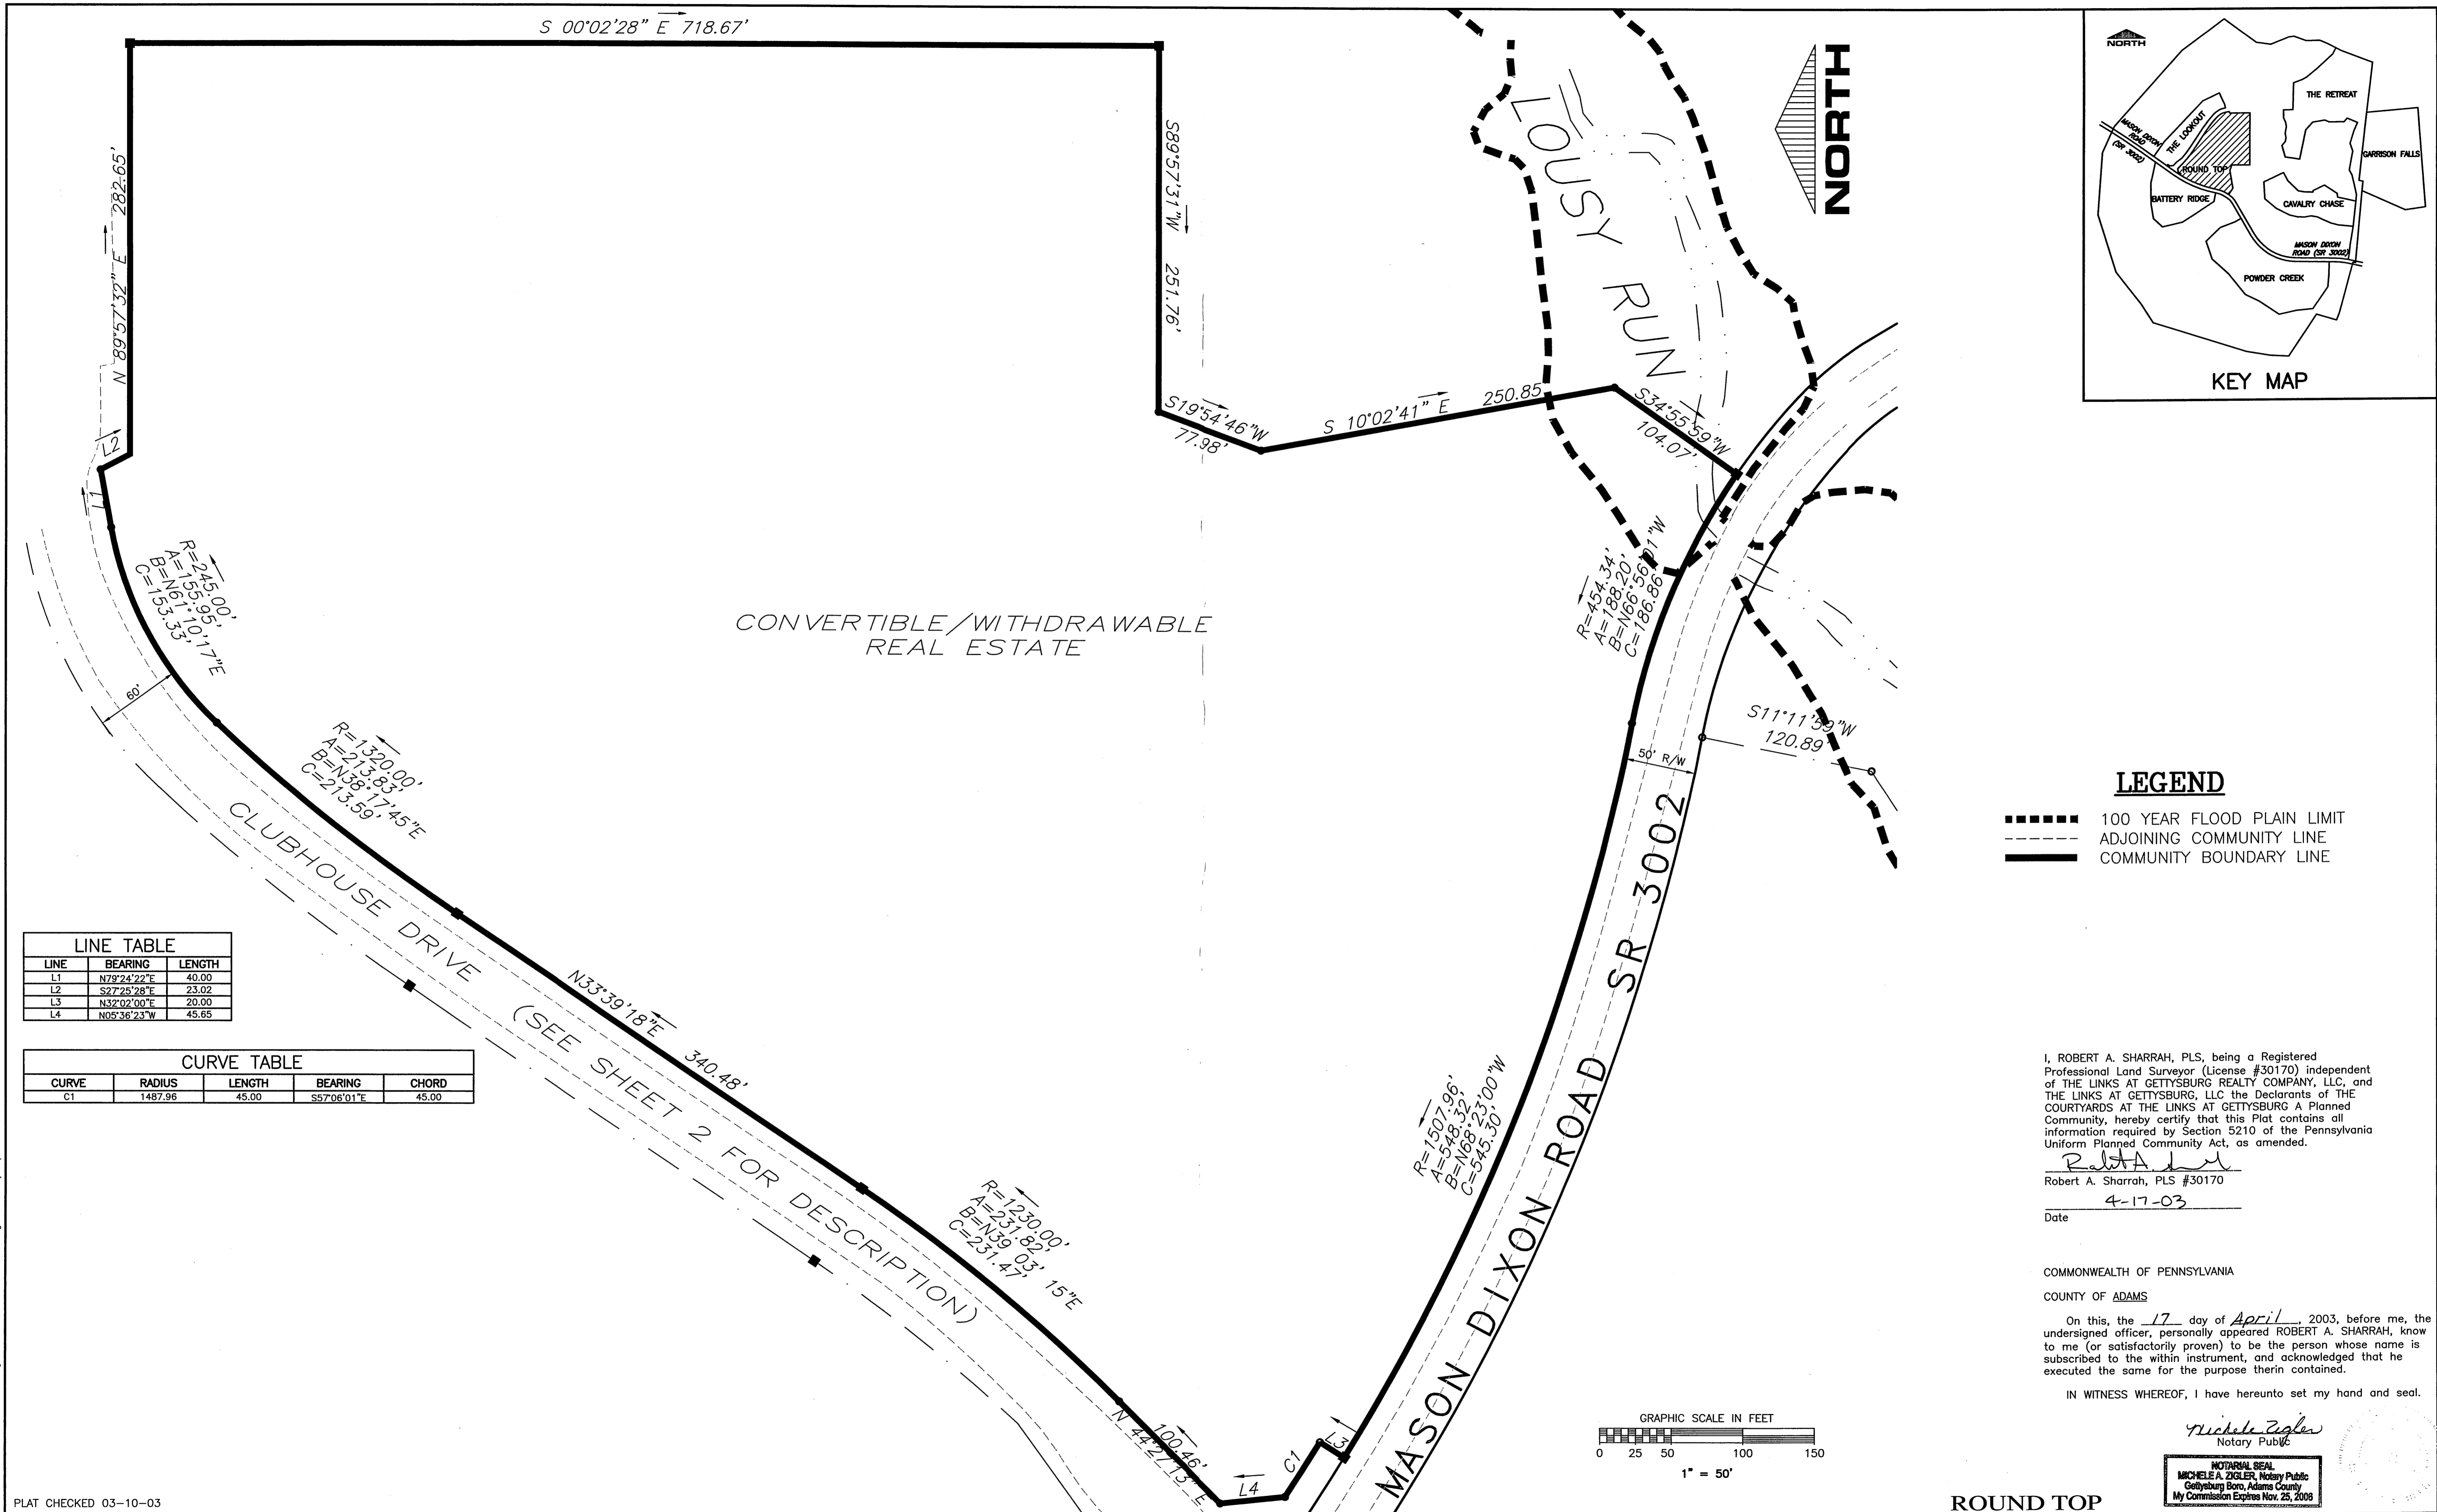 S 00°02'28" E 718.67'
N 89°57'32" E 282.65'
S89°57'31"W 251.76'
L2
L1
S19°54'46"W
77.98'
S 10°02'41" E 250.85'
S34°55'59"W
104.07'
LOUSY RUN
NORTH
R=245.00'
A=155.95'
B=N61°10'17"E
C=153.33'
60'
R=1320.00'
A=213.83'
B=N38°17'45"E
C=213.59'
CONVERTIBLE/WITHDRAWABLE
REAL ESTATE
R=454.34'
A=188.20'
B=N66°56'01"W
C=186.86'
50' R/W
S11°11'59"W
120.89'
CLUBHOUSE DRIVE (SEE SHEET 2 FOR DESCRIPTION)
N33°39'18"E 340.48'
R=1230.00'
A=231.82'
B=N39 03' 15"E
C=231.47'
R=1507.96'
A=548.32'
B=N68°23'00"W
C=545.30'
MASON DIXON ROAD SR 3002
100.46'
N 44°27'13" E
L4
C1
L3
LINE TABLE
LINE BEARING LENGTH
L1 N79°24'22"E 40.00
L2 S27°25'28"E 23.02
L3 N32°02'00"E 20.00
L4 N05°36'23"W 45.65
CURVE TABLE
CURVE RADIUS LENGTH BEARING CHORD
C1 1487.96 45.00 S57°06'01"E 45.00
GRAPHIC SCALE IN FEET
0 25 50 100 150
1" = 50'
PLAT CHECKED 03-10-03
NORTH
THE RETREAT
MASON DIXON
ROAD
(SR 3002)
THE LOOKOUT
GARRISON FALLS
ROUND TOP
BATTERY RIDGE
CAVALRY CHASE
MASON DIXON
ROAD (SR 3002)
POWDER CREEK
KEY MAP
LEGEND
100 YEAR FLOOD PLAIN LIMIT
ADJOINING COMMUNITY LINE
COMMUNITY BOUNDARY LINE
I, ROBERT A. SHARRAH, PLS, being a Registered
Professional Land Surveyor (License #30170) independent
of THE LINKS AT GETTYSBURG REALTY COMPANY, LLC, and
THE LINKS AT GETTYSBURG, LLC the Declarants of THE
COURTYARDS AT THE LINKS AT GETTYSBURG A Planned
Community, hereby certify that this Plat contains all
information required by Section 5210 of the Pennsylvania
Uniform Planned Community Act, as amended.
Robert A. Sharrah, PLS #30170
4-17-03
Date
COMMONWEALTH OF PENNSYLVANIA
COUNTY OF ADAMS
On this, the 17 day of April, 2003, before me, the
undersigned officer, personally appeared ROBERT A. SHARRAH, know
to me (or satisfactorily proven) to be the person whose name is
subscribed to the within instrument, and acknowledged that he
executed the same for the purpose therin contained.
IN WITNESS WHEREOF, I have hereunto set my hand and seal.
Michele Zigler
Notary Public
NOTARIAL SEAL
MICHELE A. ZIGLER, Notary Public
Gettysburg Boro, Adams County
My Commission Expires Nov. 25, 2006
ROUND TOP